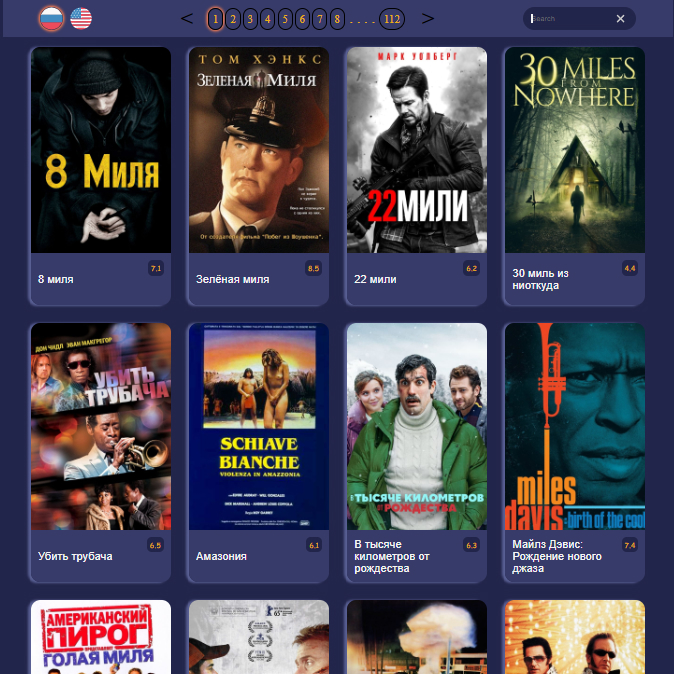 < 1 2 3 4 5 6 7 8 . . . . 112 >
Search ✕
8 Миля
7.1
8 миля
ТОМ ХЭНКС
ЗЕЛЕНАЯ МИЛЯ
От создателя фильма "Побег из Шоушенка".
8.5
Зелёная миля
МАРК УОЛБЕРГ
22МИЛИ
6.2
22 мили
30 MILES
FROM
NOWHERE
4.4
30 миль из
ниоткуда
ДОН ЧИДЛ ЭВАН МАКГРЕГОР
УБИТЬ
ТРУБАЧА
6.5
Убить трубача
SCHIAVE
BIANCHE
VIOLENZA IN AMAZZONIA
6.1
Амазония
В ТЫСЯЧЕ КИЛОМЕТРОВ
ОТ РОЖДЕСТВА
6.3
В тысяче
километров от
рождества
miles
davis:birth of the cool
7.4
Майлз Дэвис:
Рождение нового
джаза
АМЕРИКАНСКИЙ
ПИРОГ
ПРЕДСТАВЛЯЕТ
ГОЛАЯ МИЛЯ